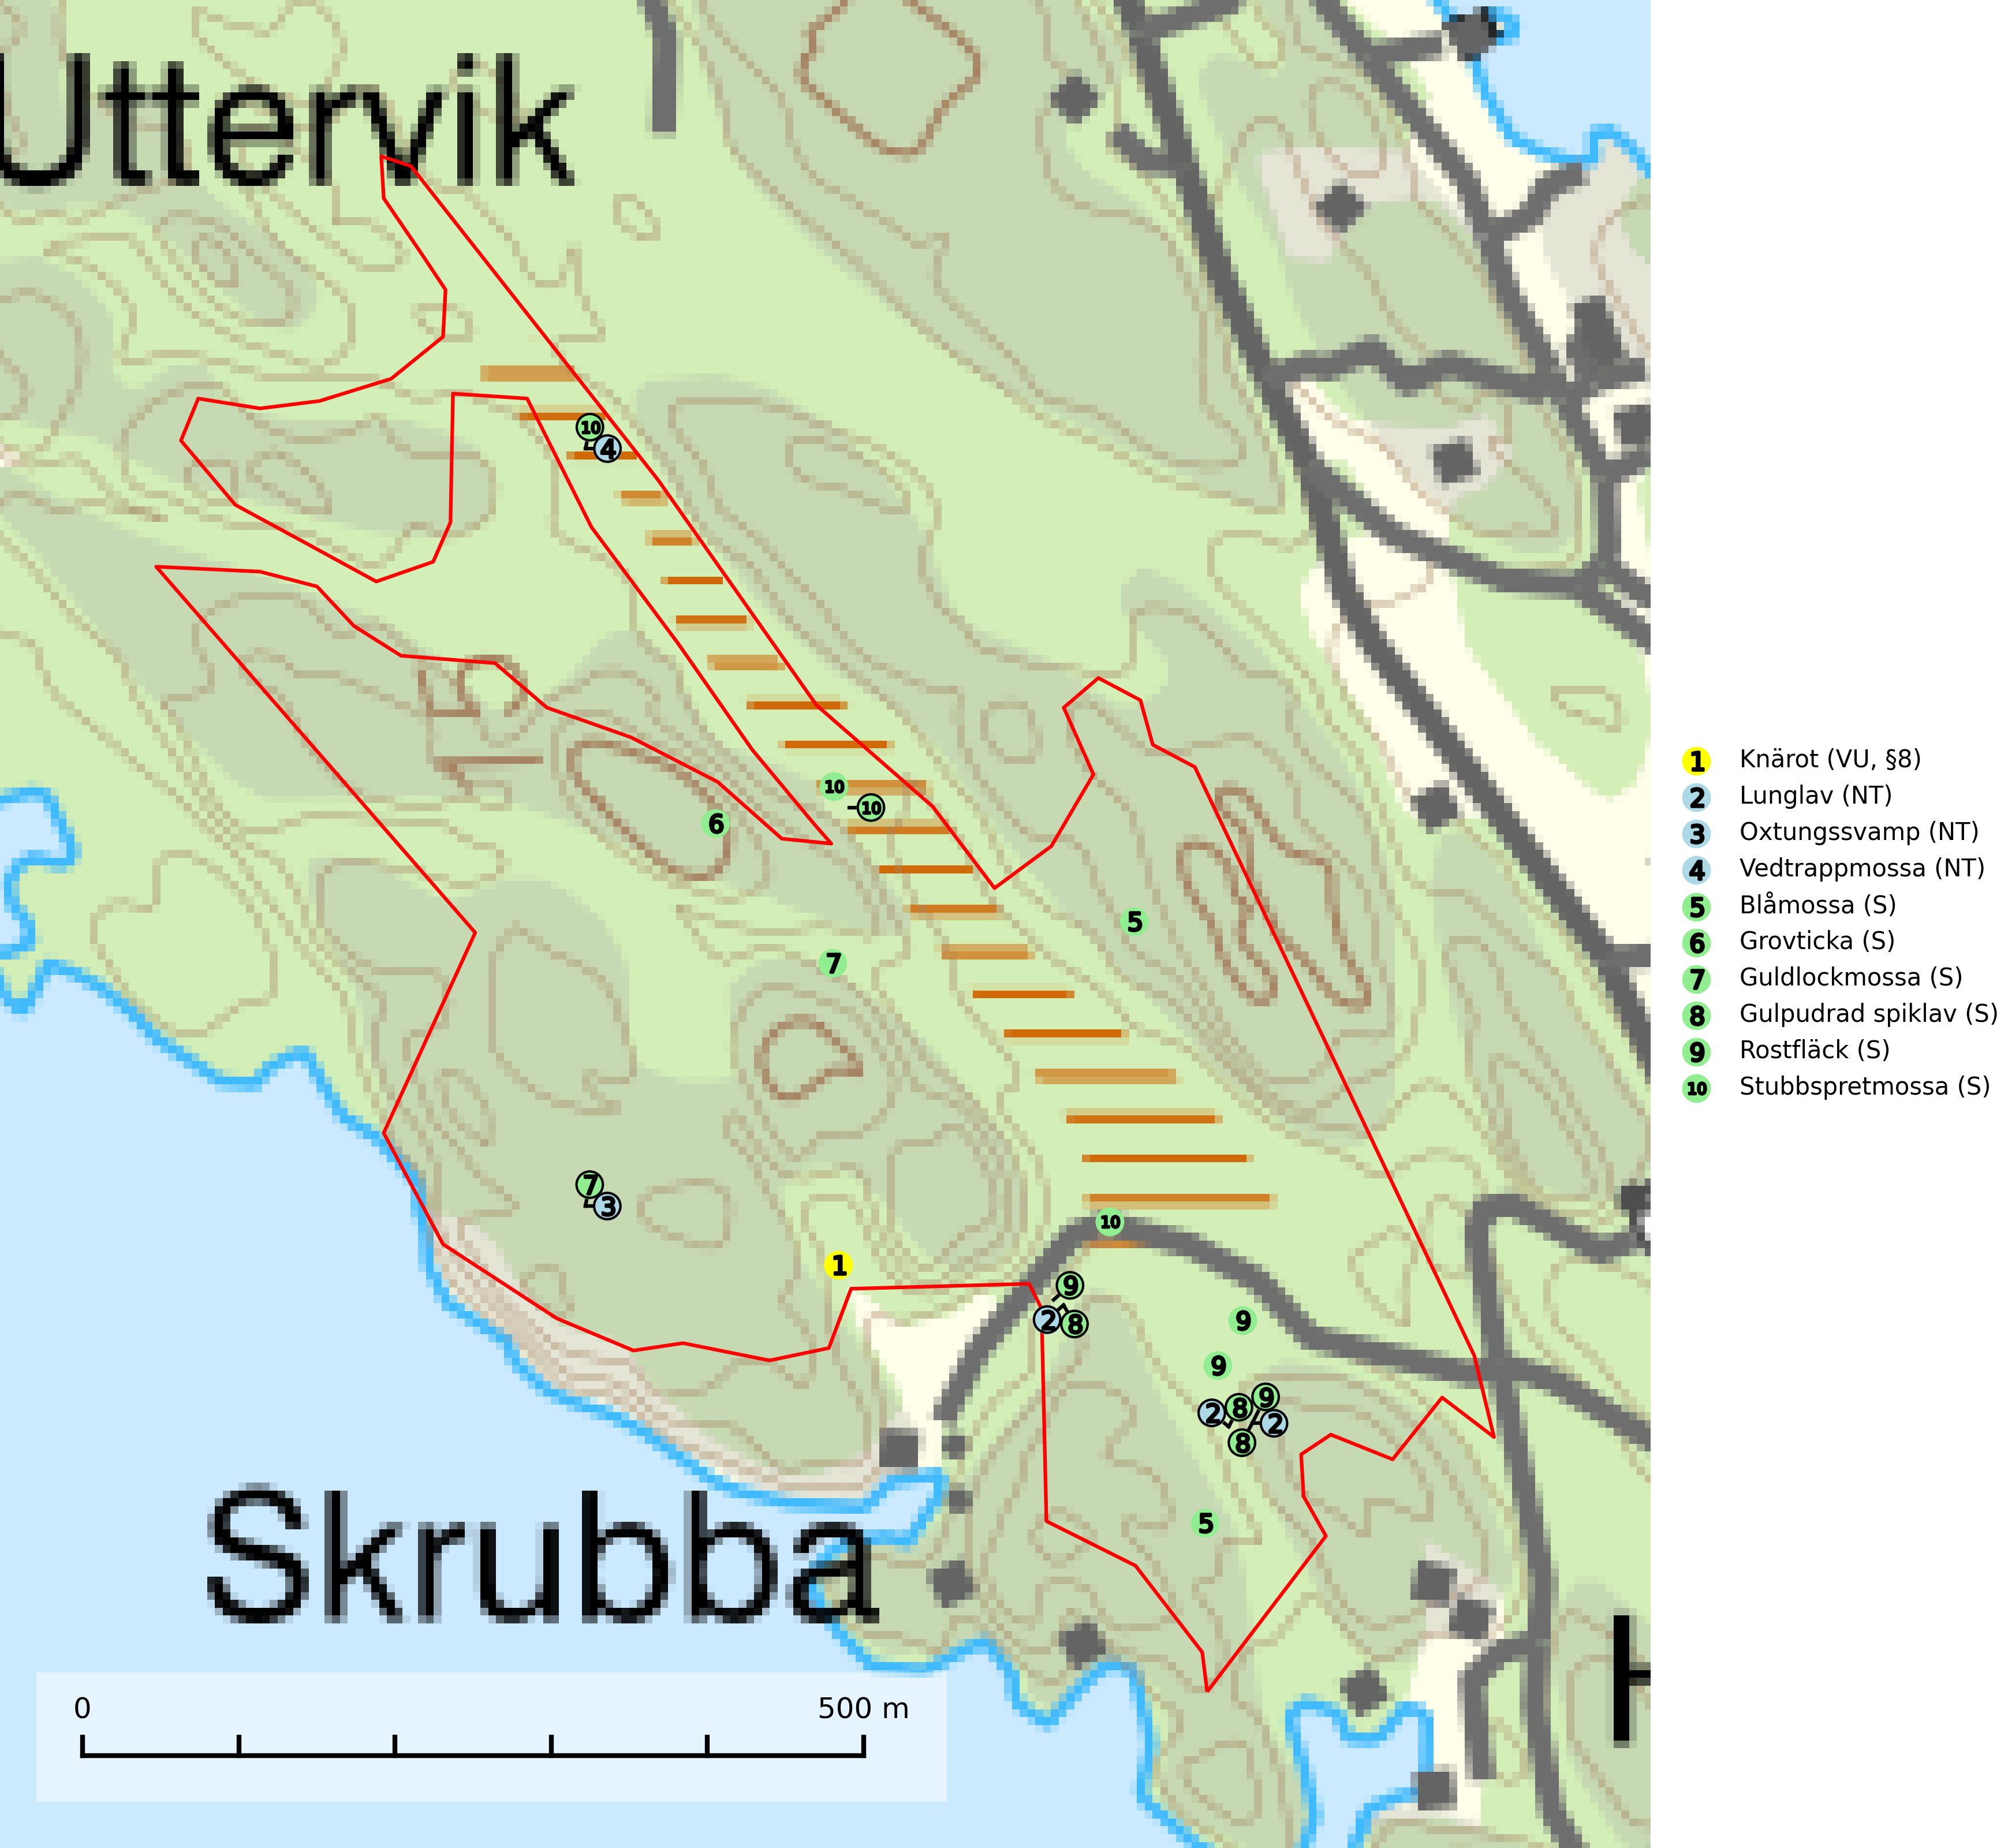 Uttervik
10
4
10
10
6
5
7
7
3
1
10
9
2
8
9
9
2
8
9
2
8
5
Skrubba
H
0
500 m
1 Knärot (VU, §8)
2 Lunglav (NT)
3 Oxtungssvamp (NT)
4 Vedtrappmossa (NT)
5 Blåmossa (S)
6 Grovticka (S)
7 Guldlockmossa (S)
8 Gulpudrad spiklav (S)
9 Rostfläck (S)
10 Stubbspretmossa (S)